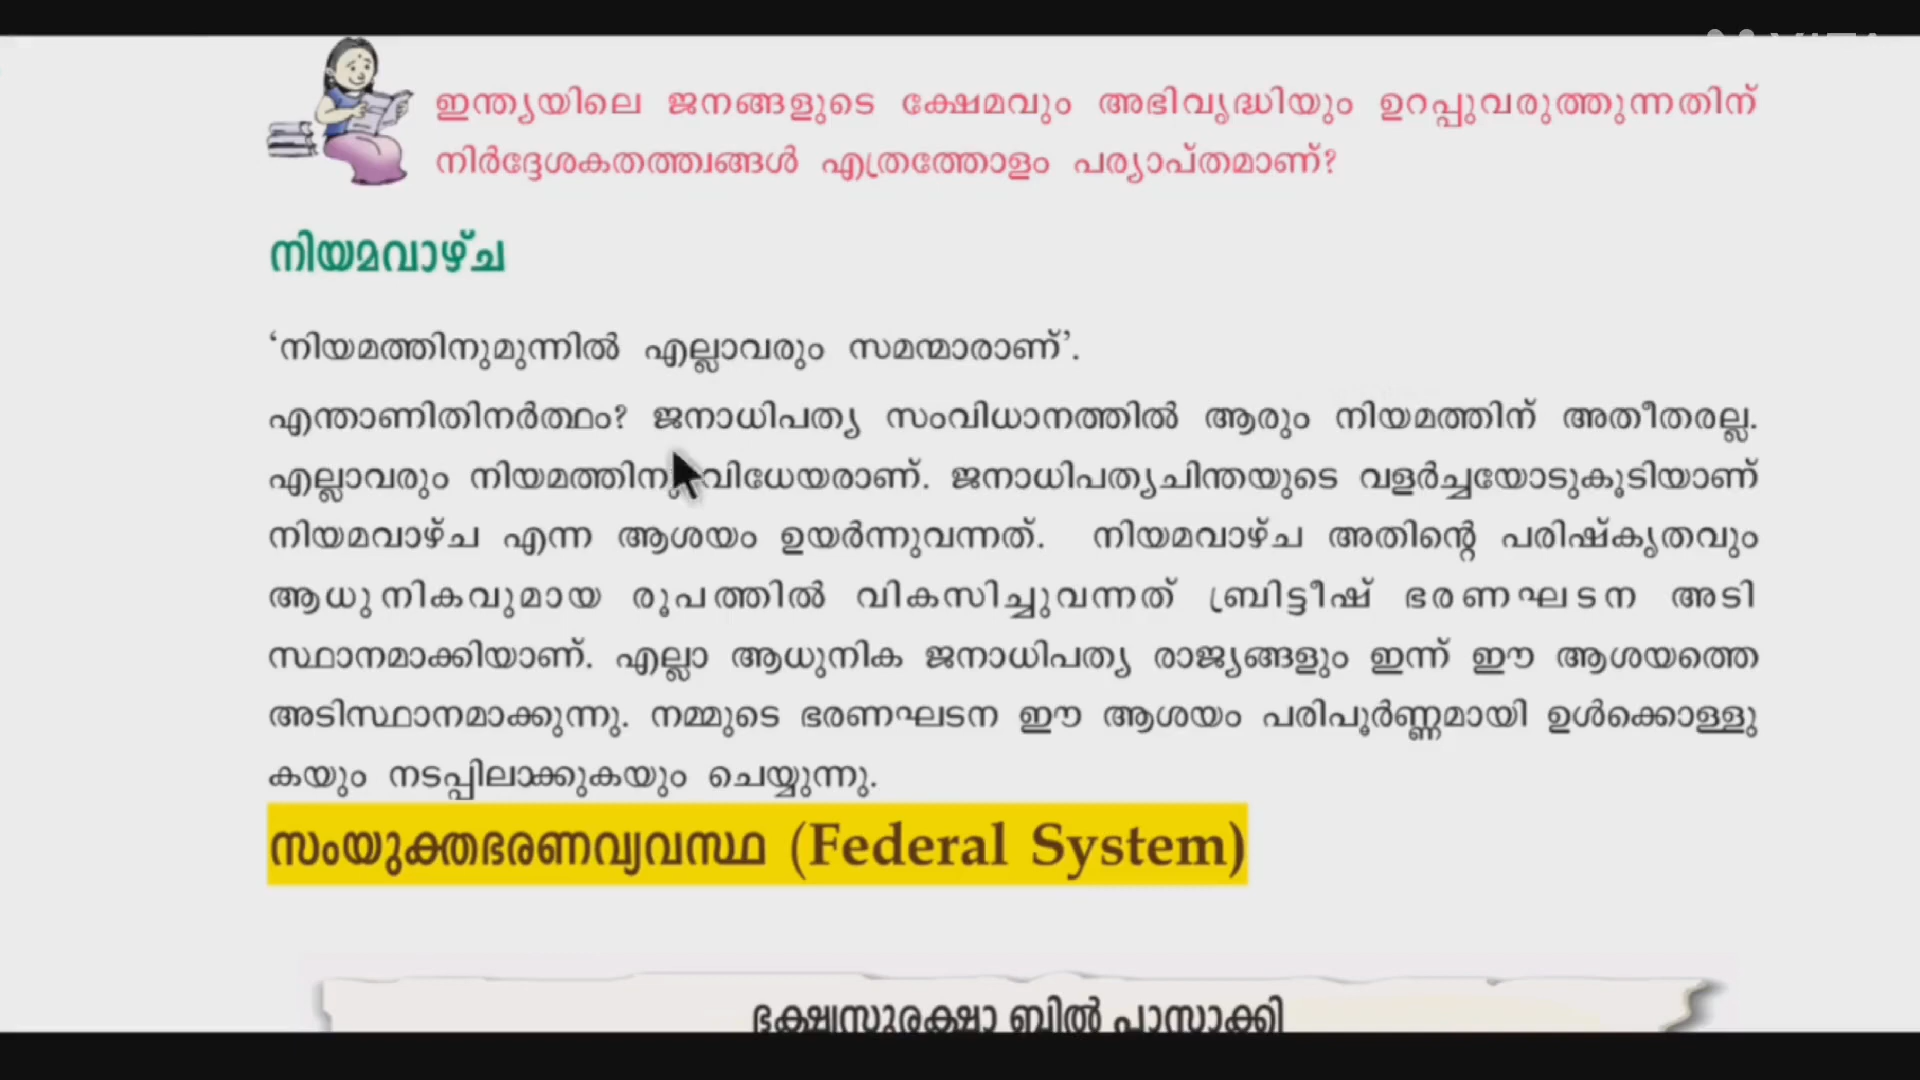 ഇന്ത്യയിലെ ജനങ്ങളുടെ ക്ഷേമവും അഭിവൃദ്ധിയും ഉറപ്പുവരുത്തുന്നതിന്
നിർദ്ദേശകതത്ത്വങ്ങൾ എത്രത്തോളം പര്യാപ്തമാണ്?
നിയമവാഴ്ച
‘നിയമത്തിനുമുന്നിൽ എല്ലാവരും സമന്മാരാണ്’.
എന്താണിതിനർത്ഥം? ജനാധിപത്യ സംവിധാനത്തിൽ ആരും നിയമത്തിന് അതീതരല്ല.
എല്ലാവരും നിയമത്തിനു വിധേയരാണ്. ജനാധിപത്യചിന്തയുടെ വളർച്ചയോടുകൂടിയാണ്
നിയമവാഴ്ച എന്ന ആശയം ഉയർന്നുവന്നത്. നിയമവാഴ്ച അതിന്റെ പരിഷ്കൃതവും
ആധുനികവുമായ രൂപത്തിൽ വികസിച്ചുവന്നത് ബ്രിട്ടീഷ് ഭരണഘടന അടി
സ്ഥാനമാക്കിയാണ്. എല്ലാ ആധുനിക ജനാധിപത്യ രാജ്യങ്ങളും ഇന്ന് ഈ ആശയത്തെ
അടിസ്ഥാനമാക്കുന്നു. നമ്മുടെ ഭരണഘടന ഈ ആശയം പരിപൂർണ്ണമായി ഉൾക്കൊള്ളു
കയും നടപ്പിലാക്കുകയും ചെയ്യുന്നു.
സംയുക്തഭരണവ്യവസ്ഥ (Federal System)
ഭക്ഷ്യസുരക്ഷാ ബിൽ പാസ്സാക്കി